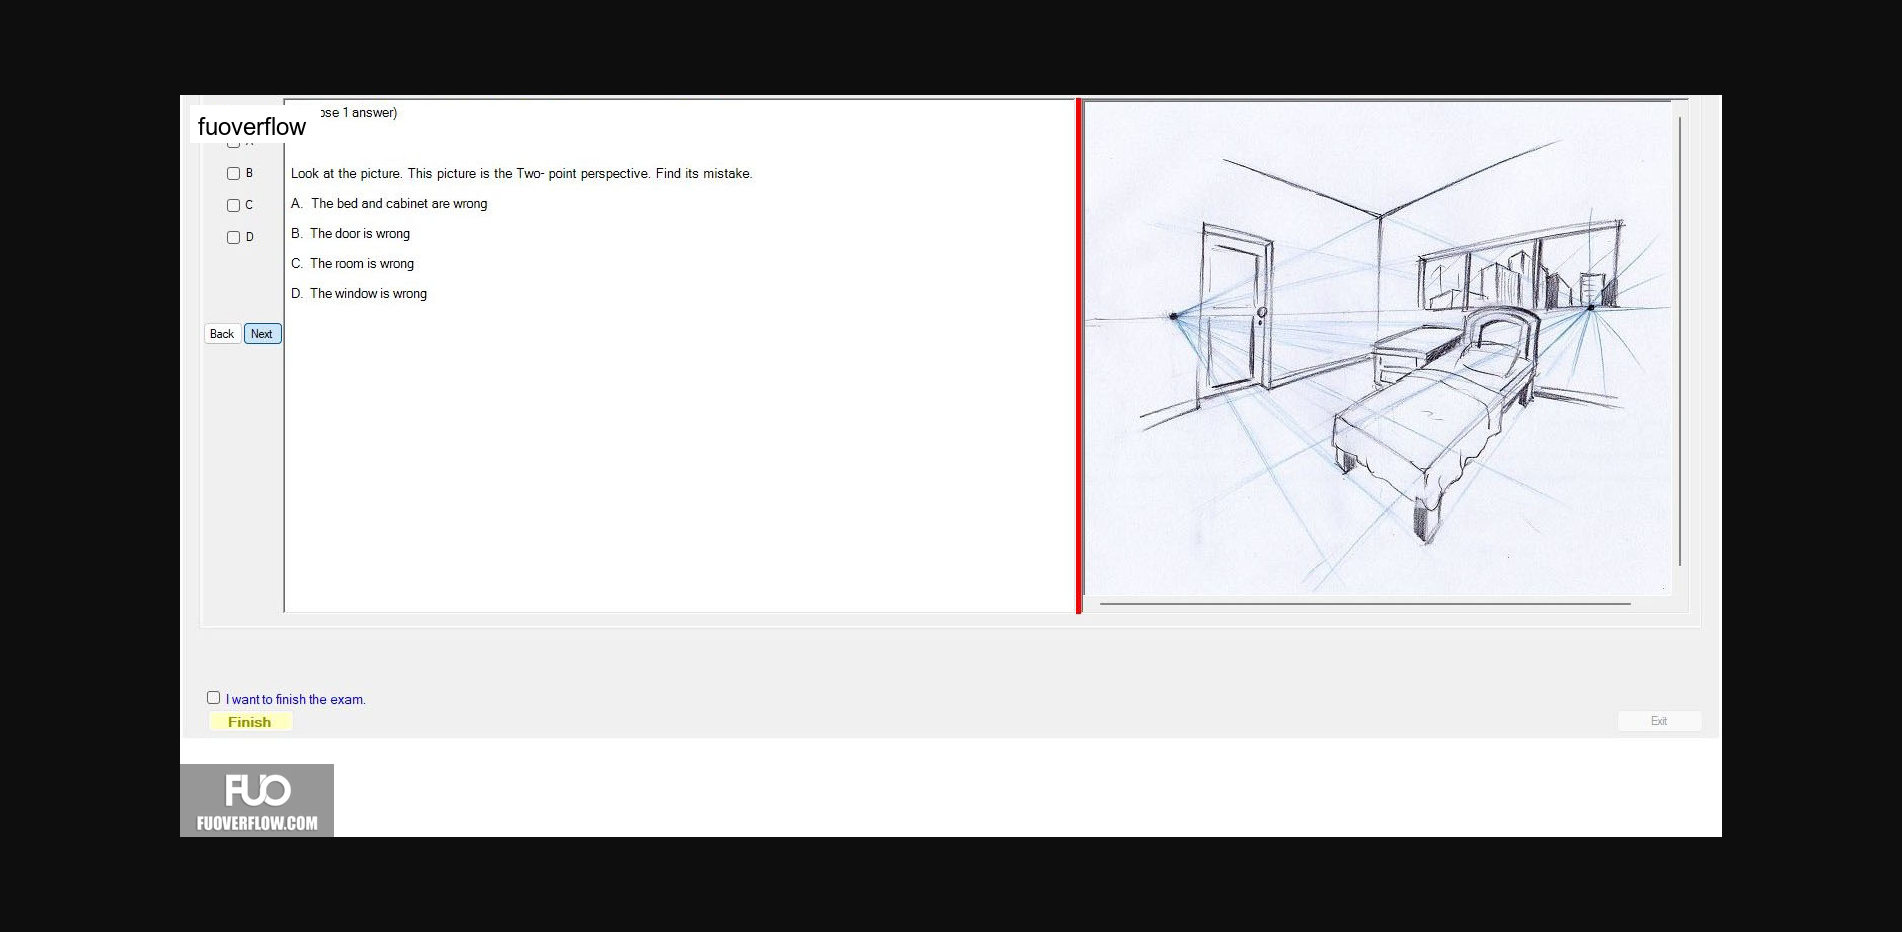 ose 1 answer)
fuoverflow
A
B
Look at the picture. This picture is the Two- point perspective. Find its mistake.
C
A. The bed and cabinet are wrong
D
B. The door is wrong
C. The room is wrong
D. The window is wrong
Back
Next
I want to finish the exam.
Finish
Exit
FUO
FUOVERFLOW.COM